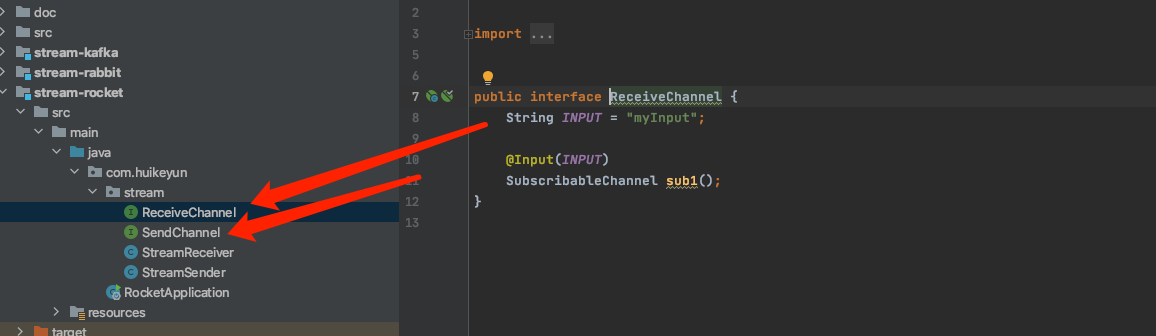 doc
src
stream-kafka
stream-rabbit
stream-rocket
src
main
java
com.huikeyun
stream
I ReceiveChannel
I SendChannel
C StreamReceiver
C StreamSender
RocketApplication
resources
target
2
3 import ...
5
6
7 public interface ReceiveChannel {
8 String INPUT = "myInput";
9
10 @Input(INPUT)
11 SubscribableChannel sub1();
12 }
13